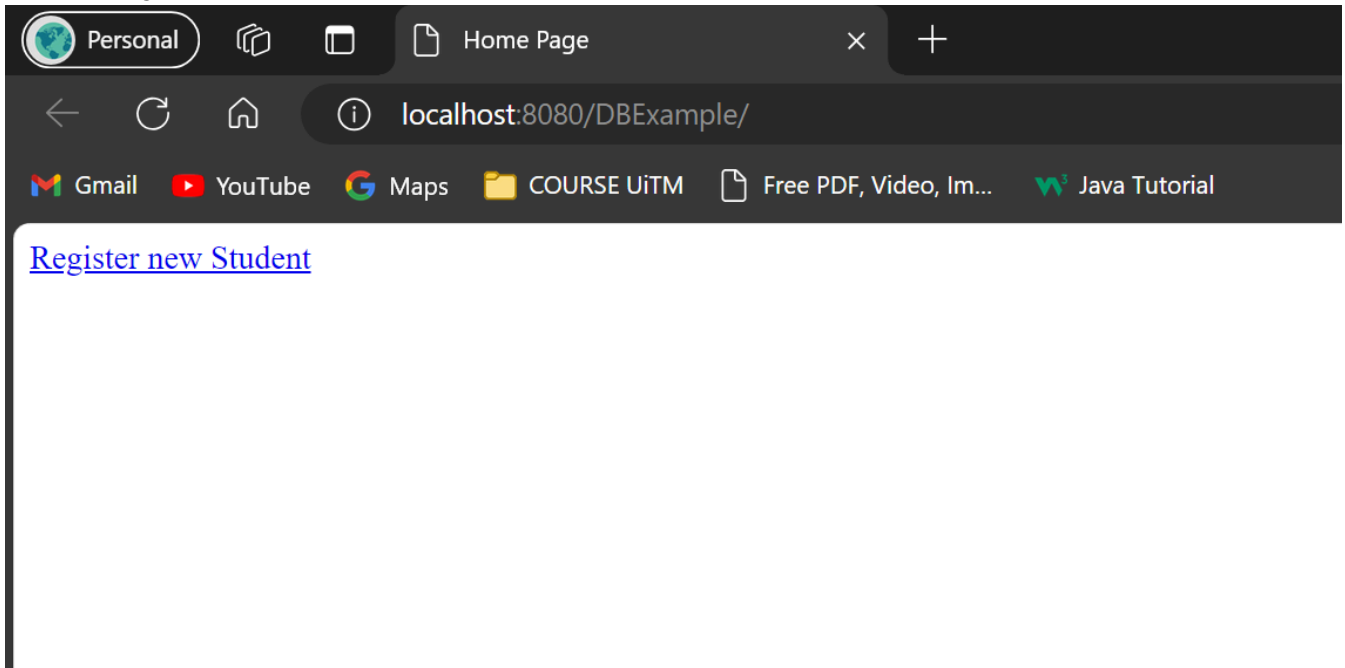 Personal
Home Page
localhost:8080/DBExample/
Gmail YouTube Maps COURSE UiTM Free PDF, Video, Im... Java Tutorial
Register new Student